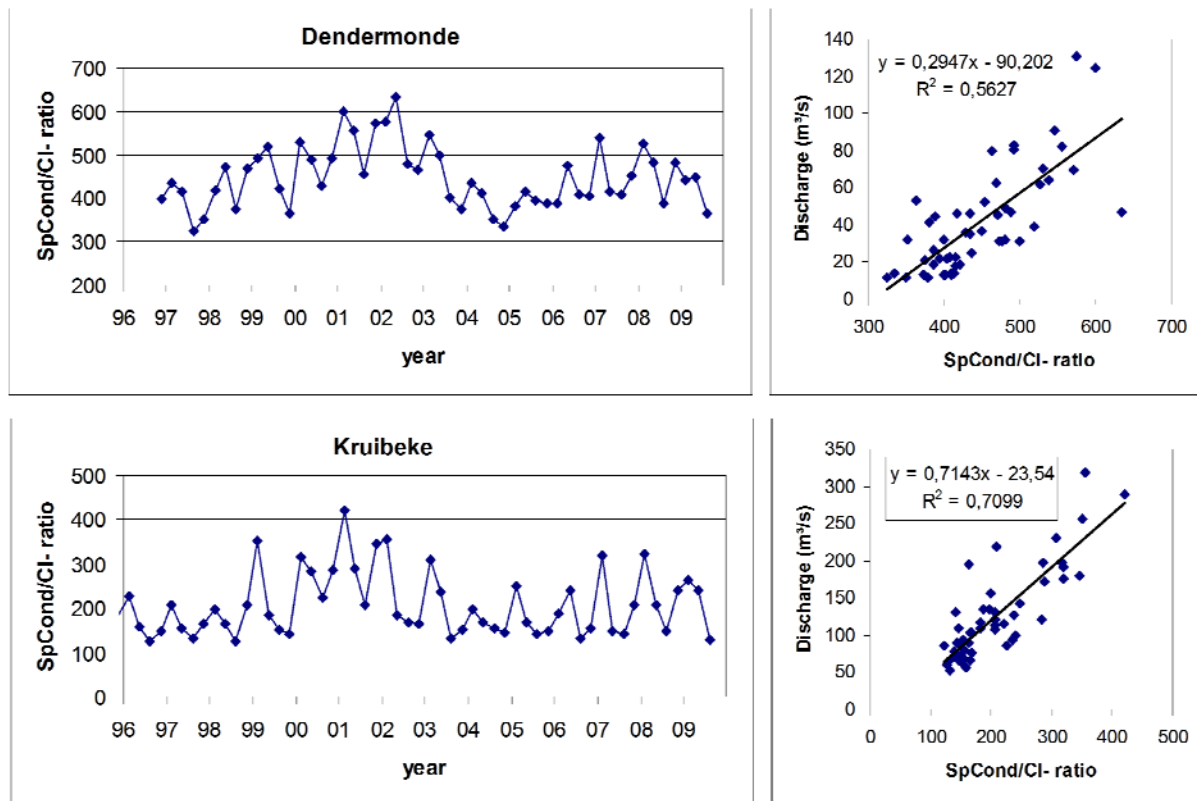 Dendermonde
SpCond/Cl- ratio
700
600
500
400
300
200
96 97 98 99 00 01 02 03 04 05 06 07 08 09
year
y = 0,2947x - 90,202
R² = 0,5627
Discharge (m³/s)
140
120
100
80
60
40
20
0
300 400 500 600 700
SpCond/Cl- ratio
Kruibeke
SpCond/Cl- ratio
500
400
300
200
100
0
96 97 98 99 00 01 02 03 04 05 06 07 08 09
year
y = 0,7143x - 23,54
R² = 0,7099
Discharge (m³/s)
350
300
250
200
150
100
50
0
0 100 200 300 400 500
SpCond/Cl- ratio